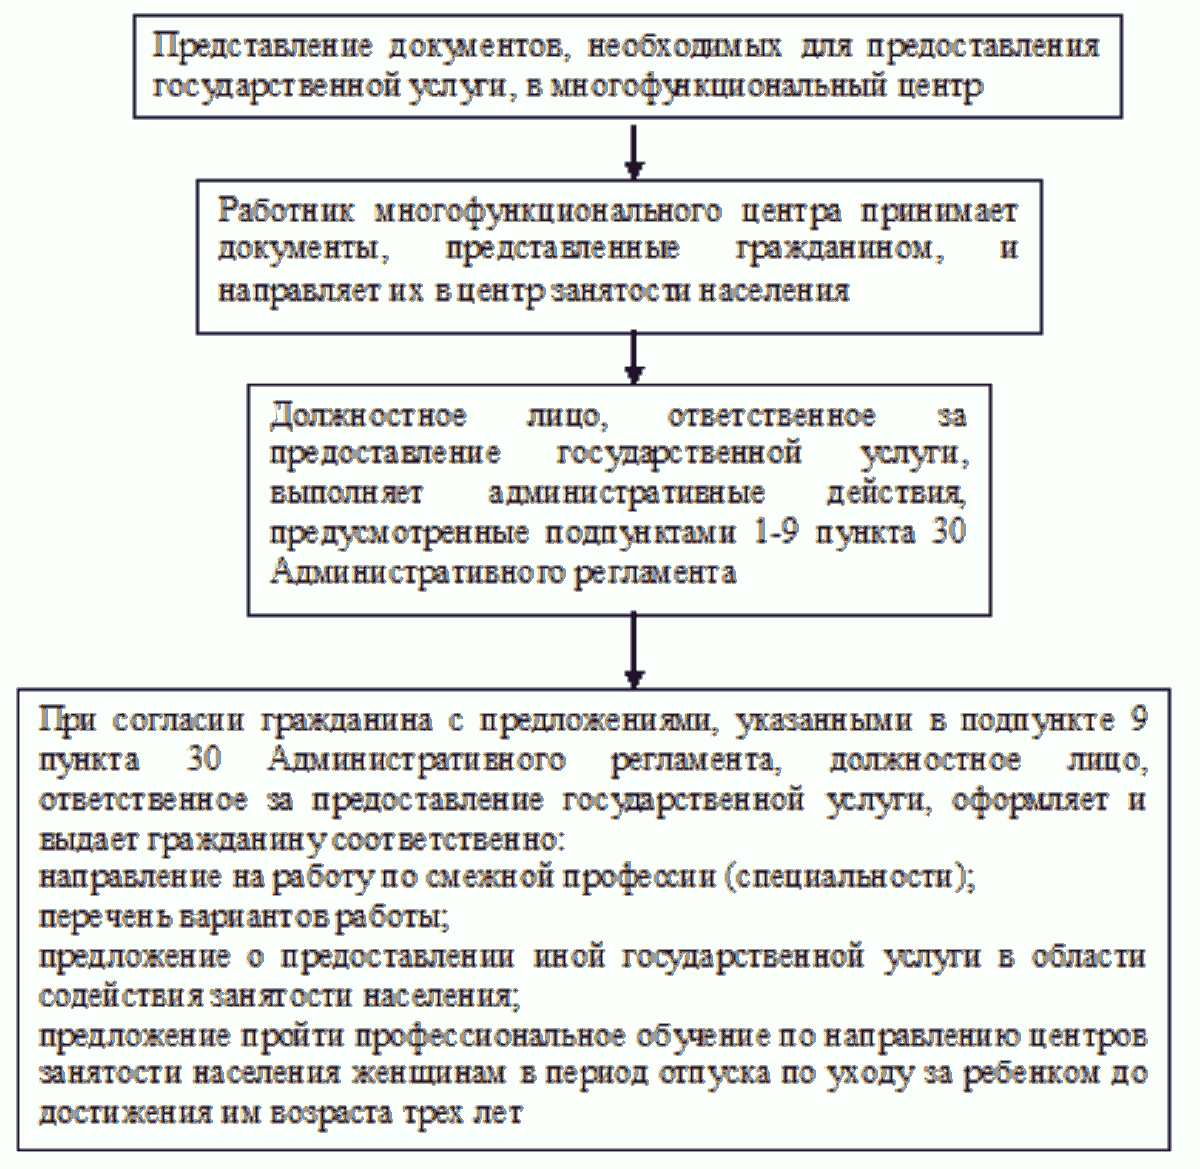 Представление документов, необходимых для предоставления
государственной услуги, в многофункциональный центр
Работник многофункционального центра принимает
документы, представленные гражданином, и
направляет их в центр занятости населения
Должностное лицо, ответственное за
предоставление государственной услуги,
выполняет административные действия,
предусмотренные подпунктами 1-9 пункта 30
Административного регламента
При согласии гражданина с предложениями, указанными в подпункте 9
пункта 30 Административного регламента, должностное лицо,
ответственное за предоставление государственной услуги, оформляет и
выдает гражданину соответственно:
направление на работу по смежной профессии (специальности);
перечень вариантов работы;
предложение о предоставлении иной государственной услуги в области
содействия занятости населения;
предложение пройти профессиональное обучение по направлению центров
занятости населения женщинам в период отпуска по уходу за ребенком до
достижения им возраста трех лет